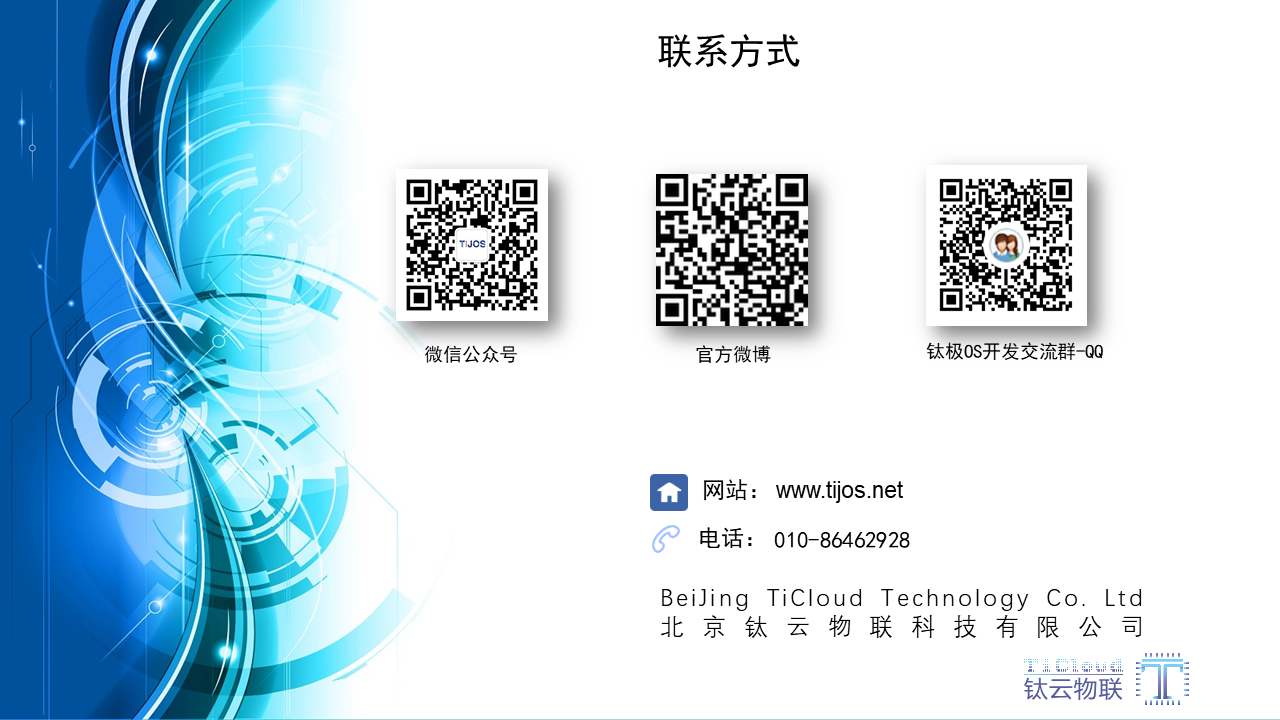 联系方式
TiJOS
微信公众号
官方微博
钛极OS开发交流群-QQ
网站： www.tijos.net
电话： 010-86462928
BeiJing TiCloud Technology Co. Ltd
北京钛云物联科技有限公司
TiCloud
钛云物联